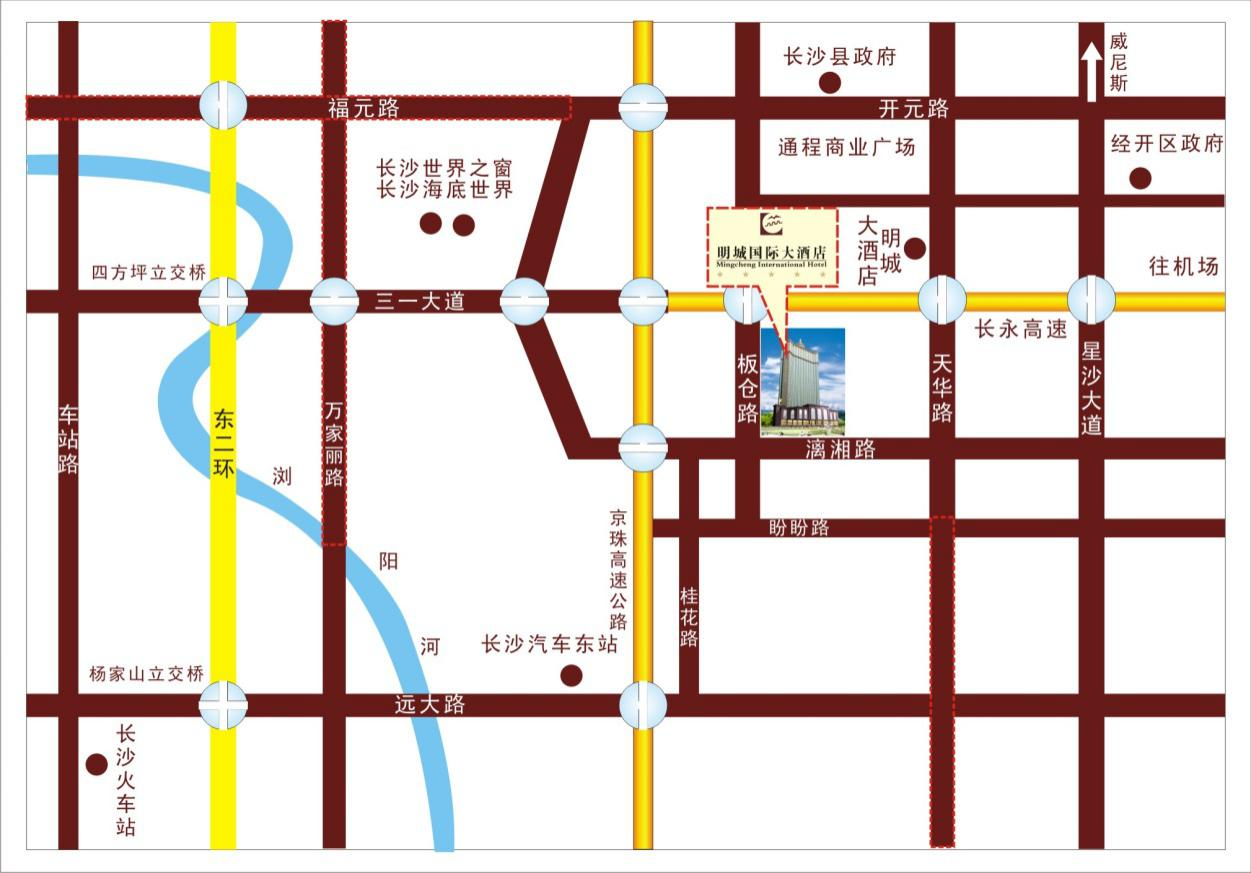 威尼斯
长沙县政府
福元路
开元路
通程商业广场
经开区政府
长沙世界之窗
长沙海底世界
明城国际大酒店
Mingcheng International Hotel
明城
大酒店
往机场
四方坪立交桥
三一大道
长永高速
板仓路
天华路
星沙大道
车站路
东二环
万家丽路
漓湘路
浏
阳
河
京珠高速公路
盼盼路
桂花路
长沙汽车东站
杨家山立交桥
远大路
长沙火车站